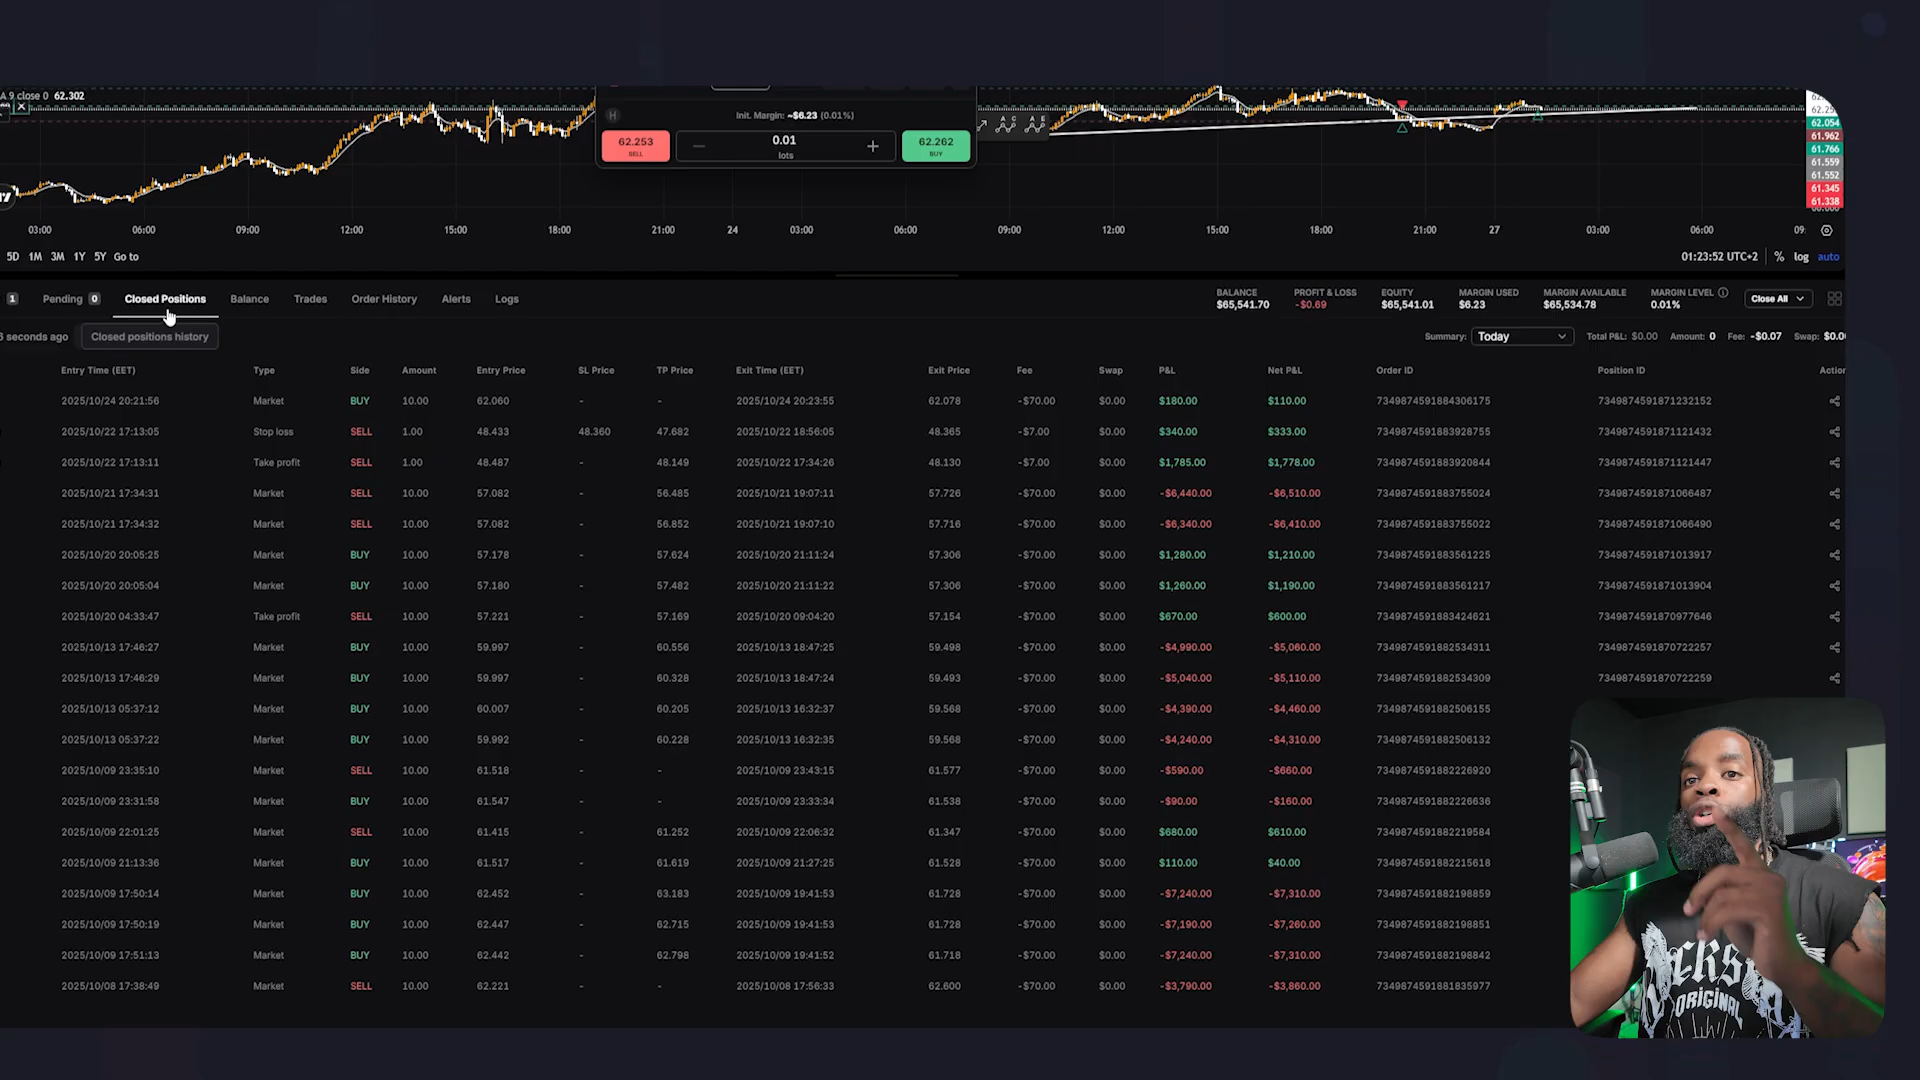 A 9 close 0 62.302
Init. Margin: ~$6.23 (0.01%)
62.253 SELL
0.01 lots
62.262 BUY
62.25
62.054
61.962
61.766
61.559
61.552
61.345
61.338
03:00 06:00 09:00 12:00 15:00 18:00 21:00 24 03:00 06:00 09:00 12:00 15:00 18:00 21:00 27 03:00 06:00 09:
5D 1M 3M 1Y 5Y Go to
01:23:52 UTC+2 % log auto
1 Pending 0 Closed Positions Balance Trades Order History Alerts Logs
BALANCE PROFIT & LOSS EQUITY MARGIN USED MARGIN AVAILABLE MARGIN LEVEL
$65,541.70 -$0.69 $65,541.01 $6.23 $65,534.78 0.01%
Close All
seconds ago Closed positions history
Summary: Today Total P&L: $0.00 Amount: 0 Fee: -$0.07 Swap: $0.0
Entry Time (EET) Type Side Amount Entry Price SL Price TP Price Exit Time (EET) Exit Price Fee Swap P&L Net P&L Order ID Position ID Action
2025/10/24 20:21:56 Market BUY 10.00 62.060 - - 2025/10/24 20:23:55 62.078 -$70.00 $0.00 $180.00 $110.00 7349874591884306175 7349874591871232152
2025/10/22 17:13:05 Stop loss SELL 1.00 48.433 48.360 47.682 2025/10/22 18:56:05 48.365 -$7.00 $0.00 $340.00 $333.00 7349874591883928755 7349874591871121432
2025/10/22 17:13:11 Take profit SELL 1.00 48.487 - 48.149 2025/10/22 17:34:26 48.130 -$7.00 $0.00 $1,785.00 $1,778.00 7349874591883920844 7349874591871121447
2025/10/21 17:34:31 Market SELL 10.00 57.082 - 56.485 2025/10/21 19:07:11 57.726 -$70.00 $0.00 -$6,440.00 -$6,510.00 7349874591883755024 7349874591871066487
2025/10/21 17:34:32 Market SELL 10.00 57.082 - 56.852 2025/10/21 19:07:10 57.716 -$70.00 $0.00 -$6,340.00 -$6,410.00 7349874591883755022 7349874591871066490
2025/10/20 20:05:25 Market BUY 10.00 57.178 - 57.624 2025/10/20 21:11:24 57.306 -$70.00 $0.00 $1,280.00 $1,210.00 7349874591883561225 7349874591871013917
2025/10/20 20:05:04 Market BUY 10.00 57.180 - 57.482 2025/10/20 21:11:22 57.306 -$70.00 $0.00 $1,260.00 $1,190.00 7349874591883561217 7349874591871013904
2025/10/20 04:33:47 Take profit SELL 10.00 57.221 - 57.169 2025/10/20 09:04:20 57.154 -$70.00 $0.00 $670.00 $600.00 7349874591883424621 7349874591870977646
2025/10/13 17:46:27 Market BUY 10.00 59.997 - 60.556 2025/10/13 18:47:25 59.498 -$70.00 $0.00 -$4,990.00 -$5,060.00 7349874591882534311 7349874591870722257
2025/10/13 17:46:29 Market BUY 10.00 59.997 - 60.328 2025/10/13 18:47:24 59.493 -$70.00 $0.00 -$5,040.00 -$5,110.00 7349874591882534309 7349874591870722259
2025/10/13 05:37:12 Market BUY 10.00 60.007 - 60.205 2025/10/13 16:32:37 59.568 -$70.00 $0.00 -$4,390.00 -$4,460.00 7349874591882506155
2025/10/13 05:37:22 Market BUY 10.00 59.992 - 60.228 2025/10/13 16:32:35 59.568 -$70.00 $0.00 -$4,240.00 -$4,310.00 7349874591882506132
2025/10/09 23:35:10 Market SELL 10.00 61.518 - - 2025/10/09 23:43:15 61.577 -$70.00 $0.00 -$590.00 -$660.00 7349874591882226920
2025/10/09 23:31:58 Market BUY 10.00 61.547 - - 2025/10/09 23:33:34 61.538 -$70.00 $0.00 -$90.00 -$160.00 7349874591882226636
2025/10/09 22:01:25 Market SELL 10.00 61.415 - 61.252 2025/10/09 22:06:32 61.347 -$70.00 $0.00 $680.00 $610.00 7349874591882219584
2025/10/09 21:13:36 Market BUY 10.00 61.517 - 61.619 2025/10/09 21:27:25 61.528 -$70.00 $0.00 $110.00 $40.00 7349874591882215618
2025/10/09 17:50:14 Market BUY 10.00 62.452 - 63.183 2025/10/09 19:41:53 61.728 -$70.00 $0.00 -$7,240.00 -$7,310.00 7349874591882198859
2025/10/09 17:50:19 Market BUY 10.00 62.447 - 62.715 2025/10/09 19:41:53 61.728 -$70.00 $0.00 -$7,190.00 -$7,260.00 7349874591882198851
2025/10/09 17:51:13 Market BUY 10.00 62.442 - 62.798 2025/10/09 19:41:52 61.718 -$70.00 $0.00 -$7,240.00 -$7,310.00 7349874591882198842
2025/10/08 17:38:49 Market SELL 10.00 62.221 - - 2025/10/08 17:56:33 62.600 -$70.00 $0.00 -$3,790.00 -$3,860.00 7349874591881835977
ORIGINAL